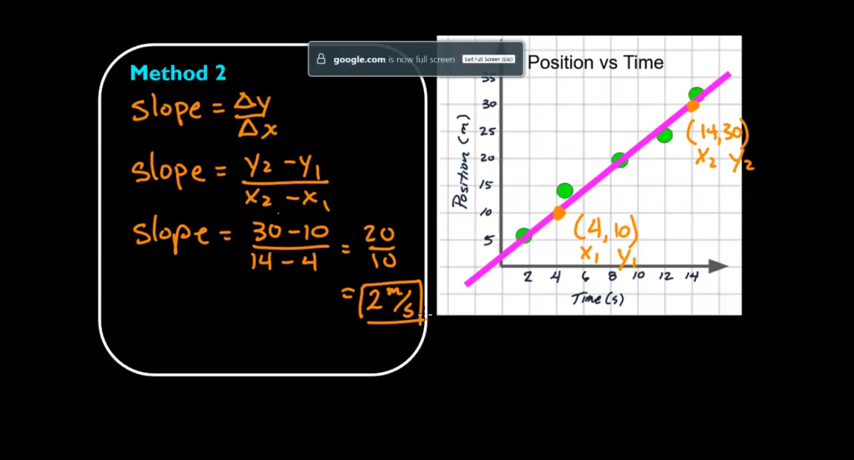 google.com is now full screen Exit Full Screen (Esc)
Method 2
slope = Δy/Δx
slope = y2 - y1 / x2 - x1
slope = 30 - 10 / 14 - 4 = 20/10
= 2 m/s
Position vs Time
Position (m)
35
30
25
20
15
10
5
(14,30)
x2 y2
(4, 10)
x1 y1
2 4 6 8 10 12 14
Time (s)